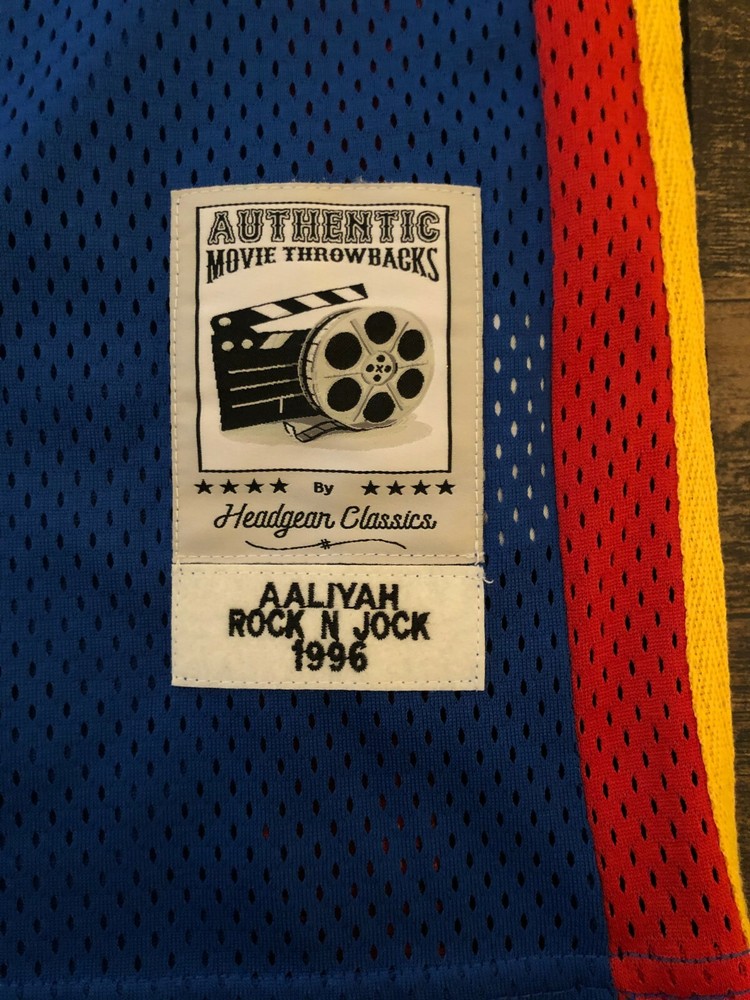 AUTHENTIC
MOVIE THROWBACKS
★★★★ By ★★★★
Headgear Classics
AALIYAH
ROCK N JOCK
1996